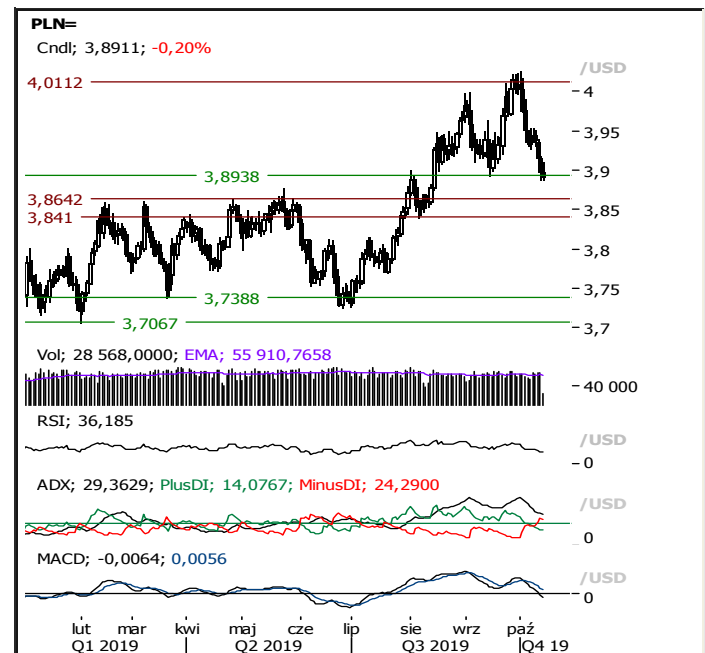 PLN=
Cndl; 3,8911; -0,20%
/USD
4,0112
4
3,95
3,9
3,8938
3,8642
3,85
3,841
3,8
3,75
3,7388
3,7067
3,7
Vol; 28 568,0000; EMA; 55 910,7658
40 000
RSI; 36,185
/USD
0
ADX; 29,3629; PlusDI; 14,0767; MinusDI; 24,2900
/USD
0
MACD; -0,0064; 0,0056
/USD
0
lut mar kwi maj cze lip sie wrz paź
Q1 2019 Q2 2019 Q3 2019 Q4 19